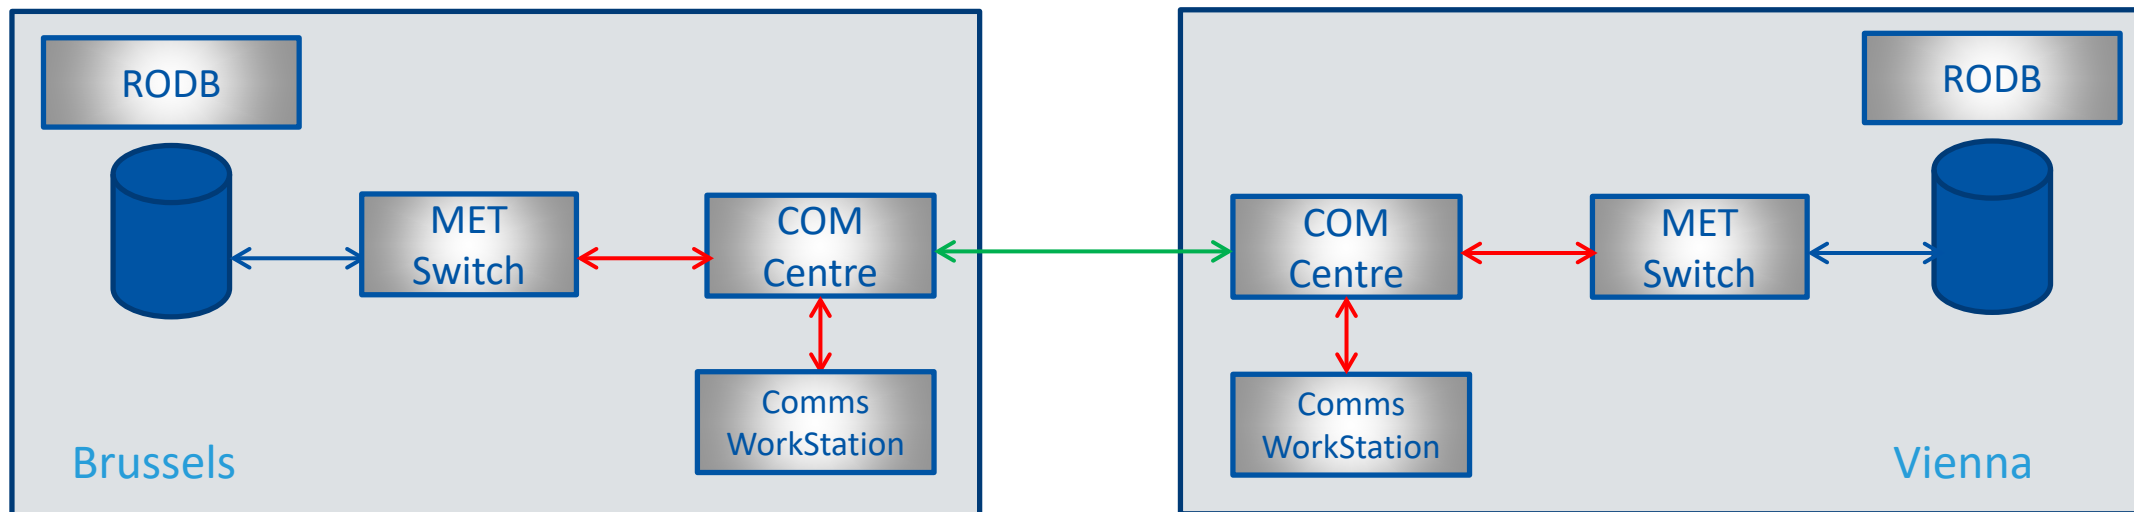 RODB
MET
Switch
COM
Centre
Comms
WorkStation
Brussels
RODB
COM
Centre
MET
Switch
Comms
WorkStation
Vienna